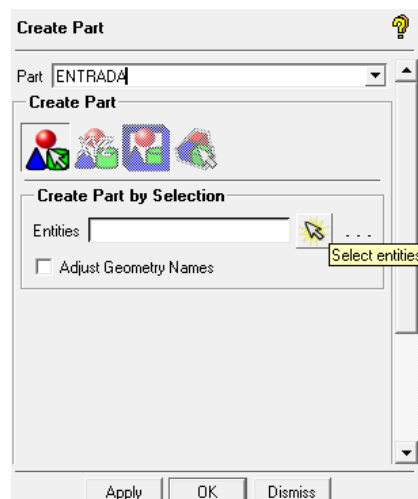 Create Part
Part ENTRADA
Create Part
Create Part by Selection
Entities . . .
Select entities
Adjust Geometry Names
Apply OK Dismiss